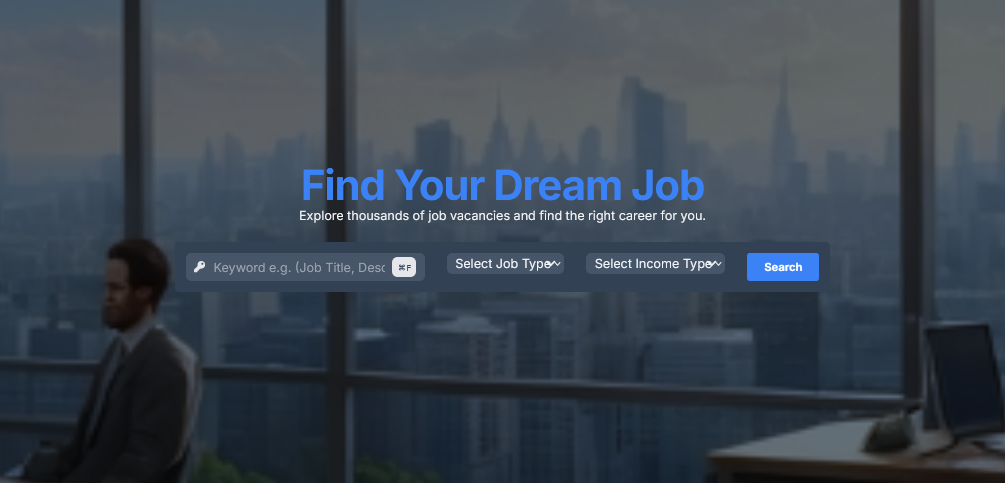 Find Your Dream Job
Explore thousands of job vacancies and find the right career for you.
Keyword e.g. (Job Title, Desc ⌘F Select Job Type Select Income Type Search